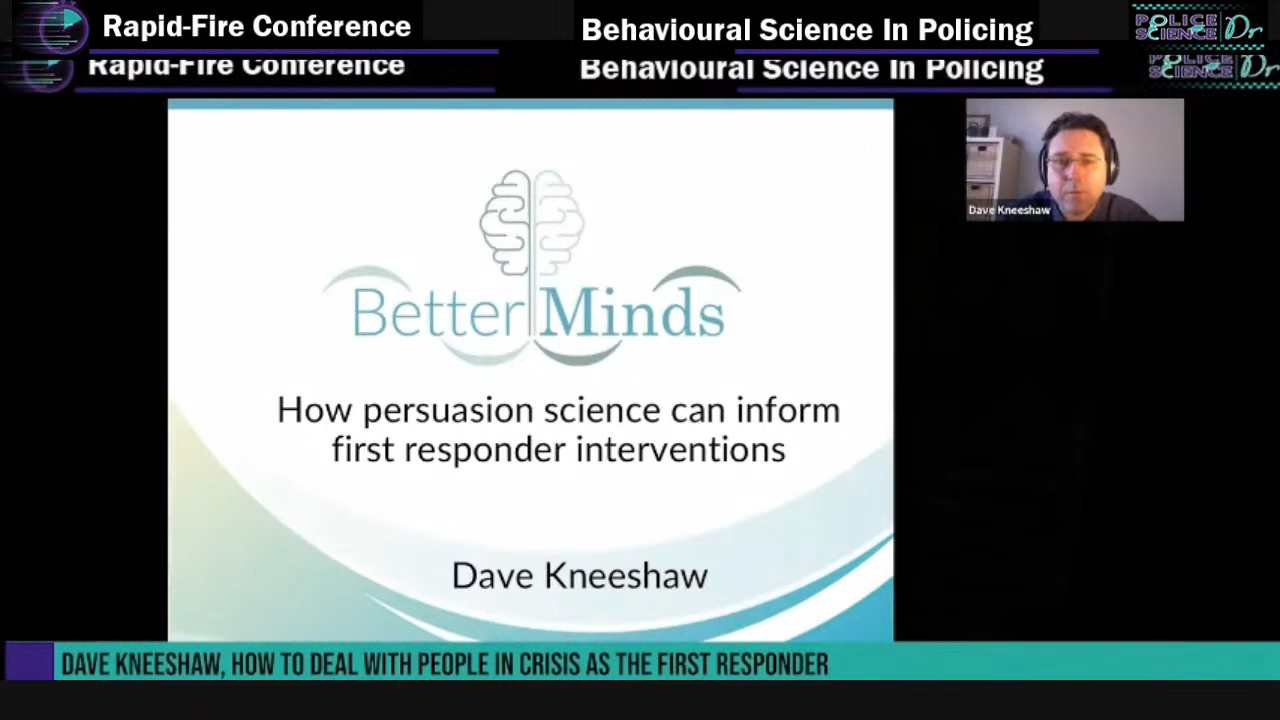 Rapid-Fire Conference
Behavioural Science In Policing
POLICE SCIENCE Dr
Rapid-Fire Conference
Behavioural Science In Policing
POLICE SCIENCE Dr
Dave Kneeshaw
Better Minds
How persuasion science can inform
first responder interventions
Dave Kneeshaw
DAVE KNEESHAW, HOW TO DEAL WITH PEOPLE IN CRISIS AS THE FIRST RESPONDER